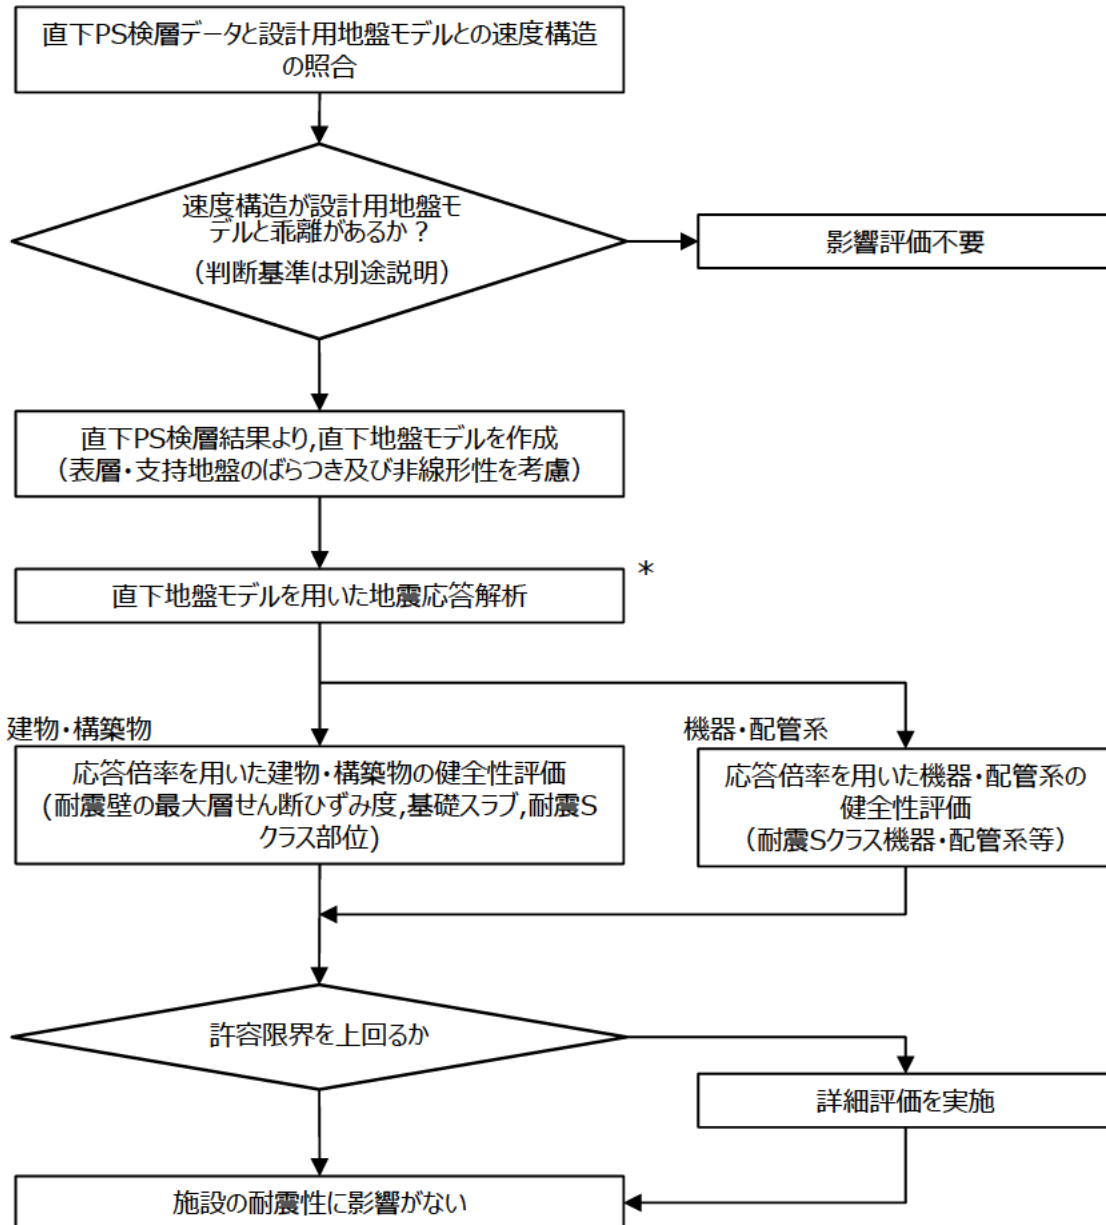 直下PS検層データと設計用地盤モデルとの速度構造
の照合
速度構造が設計用地盤モ
デルと乖離があるか？
（判断基準は別途説明）
影響評価不要
直下PS検層結果より,直下地盤モデルを作成
（表層・支持地盤のばらつき及び非線形性を考慮）
直下地盤モデルを用いた地震応答解析
*
建物・構築物
応答倍率を用いた建物・構築物の健全性評価
(耐震壁の最大層せん断ひずみ度,基礎スラブ,耐震S
クラス部位)
機器・配管系
応答倍率を用いた機器・配管系の
健全性評価
（耐震Sクラス機器・配管系等）
許容限界を上回るか
詳細評価を実施
施設の耐震性に影響がない